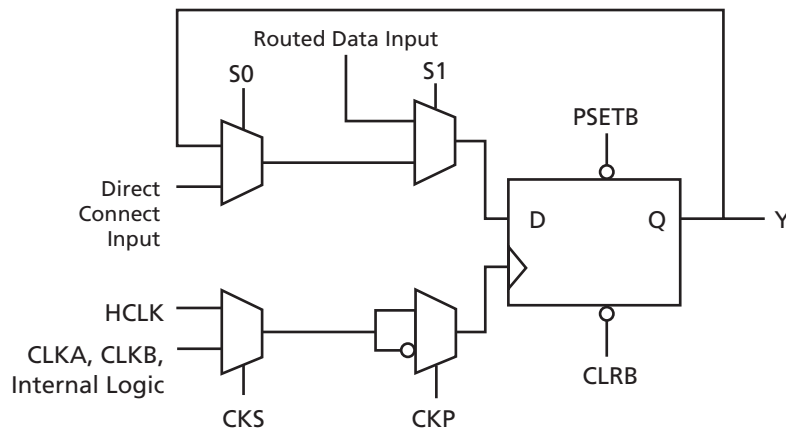 Routed Data Input
S0
S1
PSETB
Direct
Connect
Input
D
Q
Y
HCLK
CLKA, CLKB,
Internal Logic
CLRB
CKS
CKP